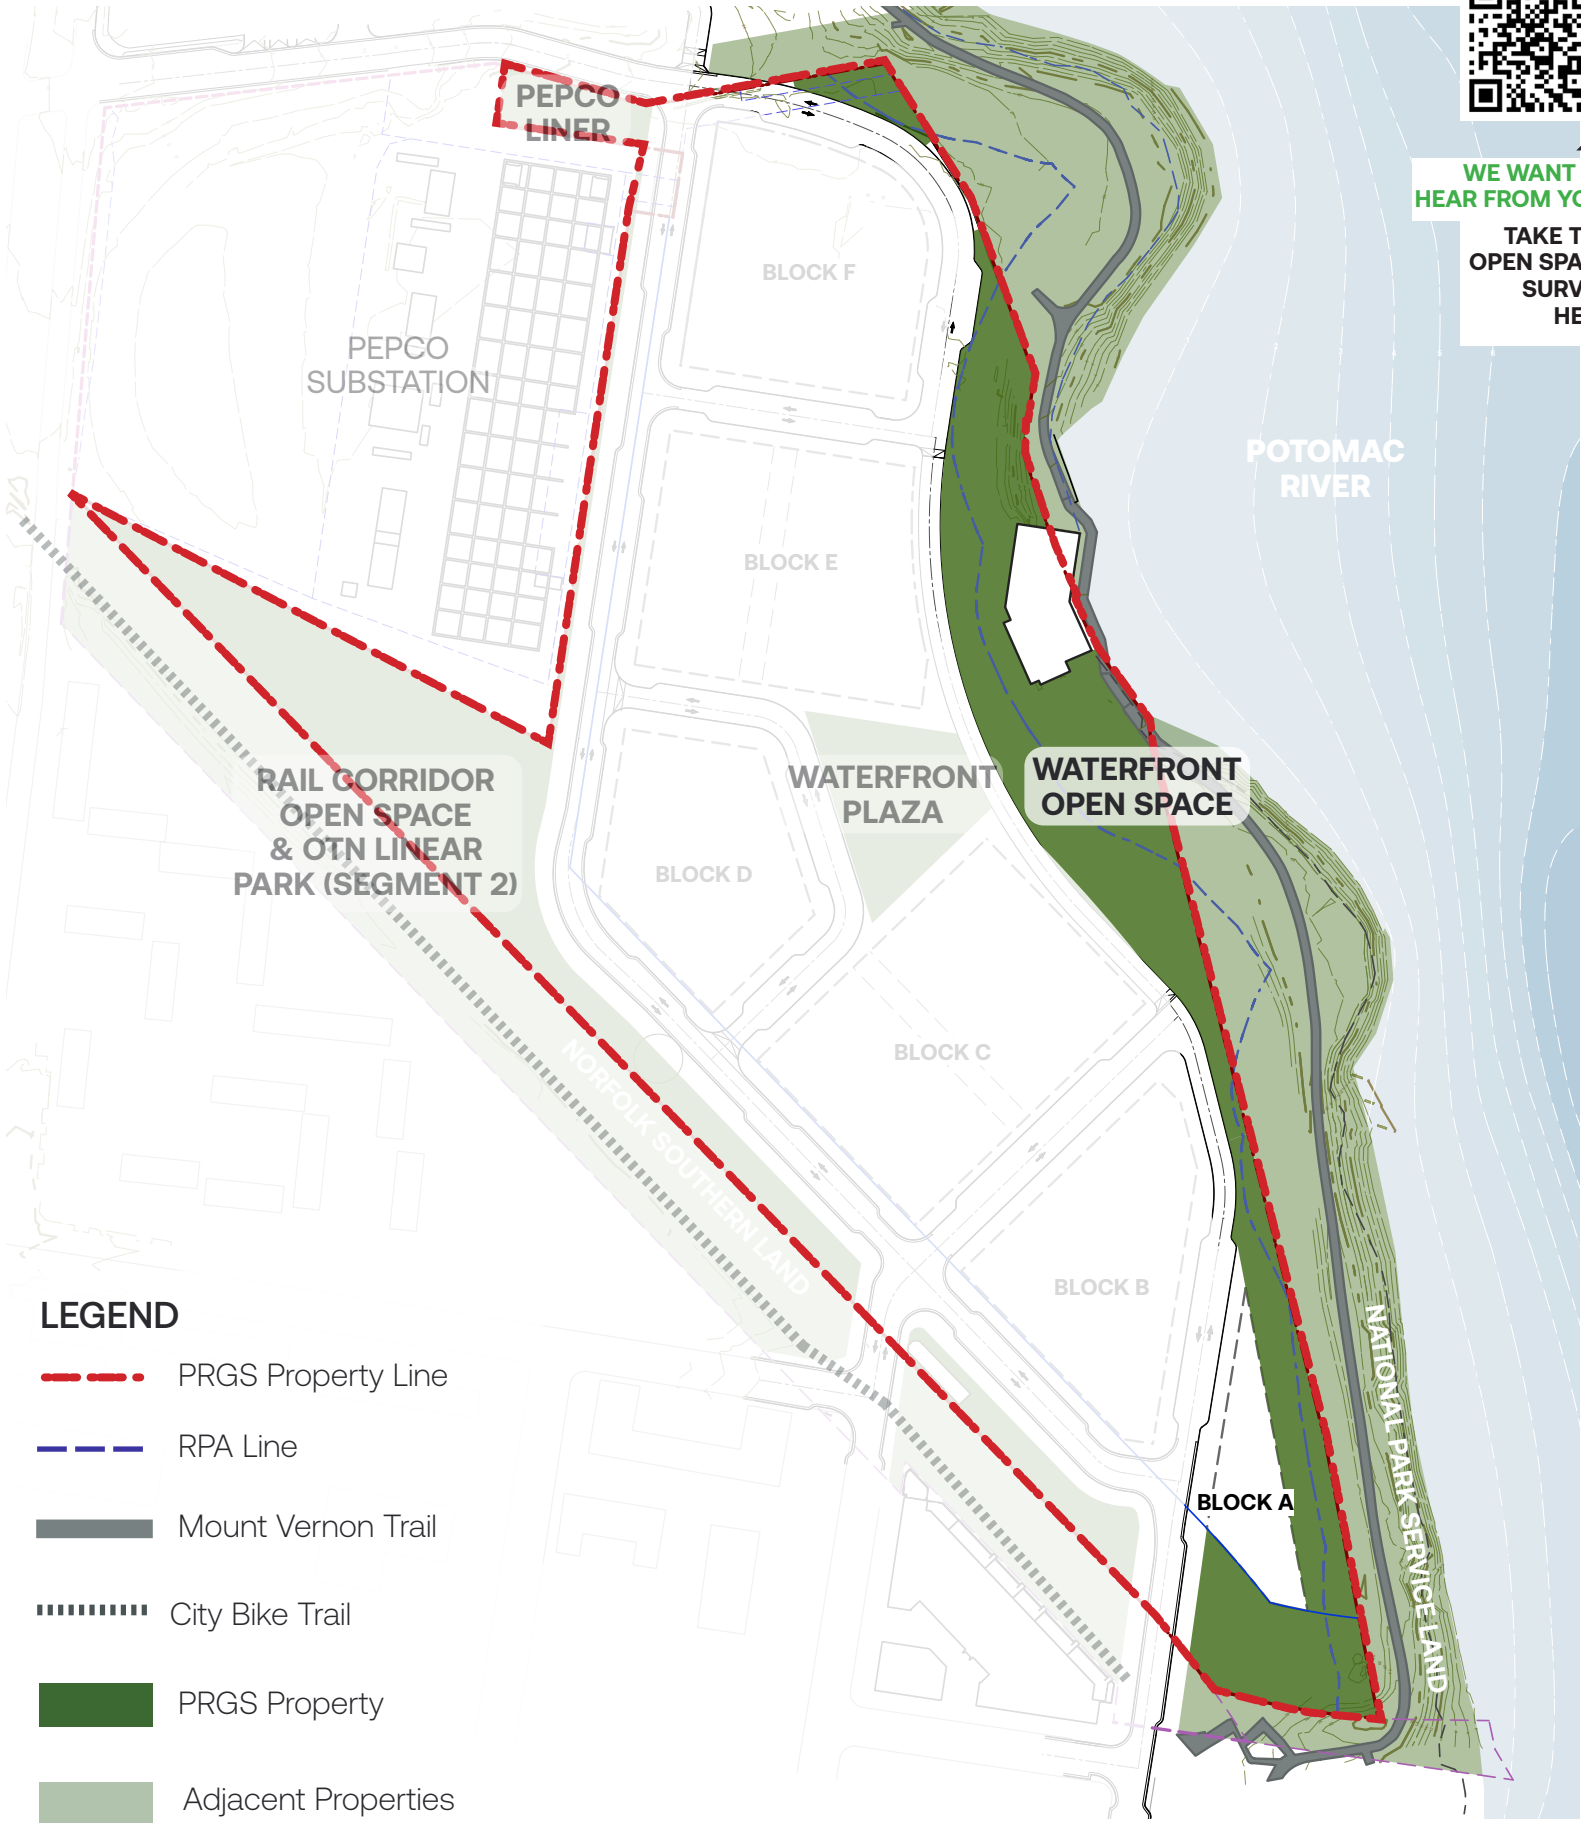 PEPCO
LINER
WE WANT
HEAR FROM YO
TAKE T
OPEN SPA
SURV
HE
BLOCK F
PEPCO
SUBSTATION
POTOMAC
RIVER
BLOCK E
RAIL CORRIDOR
OPEN SPACE
& OTN LINEAR
PARK (SEGMENT 2)
WATERFRONT
PLAZA
WATERFRONT
OPEN SPACE
BLOCK D
BLOCK C
NORFOLK SOUTHERN LAND
BLOCK B
NATIONAL PARK SERVICE LAND
BLOCK A
LEGEND
PRGS Property Line
RPA Line
Mount Vernon Trail
City Bike Trail
PRGS Property
Adjacent Properties